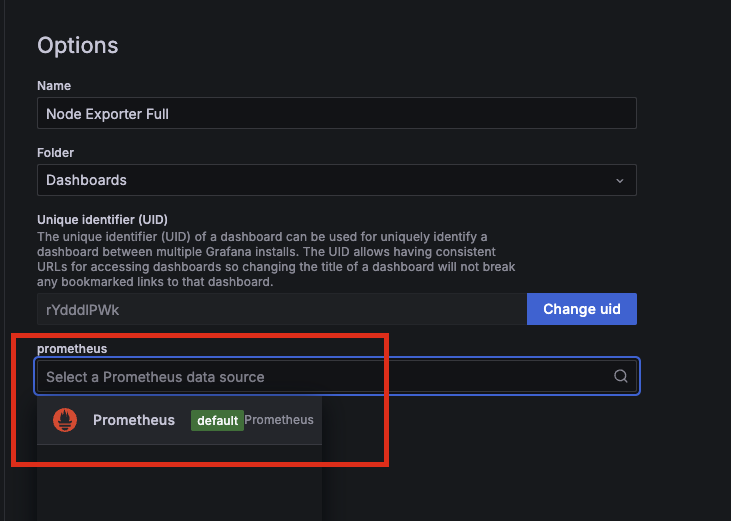 Options
Name
Node Exporter Full
Folder
Dashboards
Unique identifier (UID)
The unique identifier (UID) of a dashboard can be used for uniquely identify a
dashboard between multiple Grafana installs. The UID allows having consistent
URLs for accessing dashboards so changing the title of a dashboard will not break
any bookmarked links to that dashboard.
rYdddlPWk
Change uid
prometheus
Select a Prometheus data source
Prometheus default Prometheus